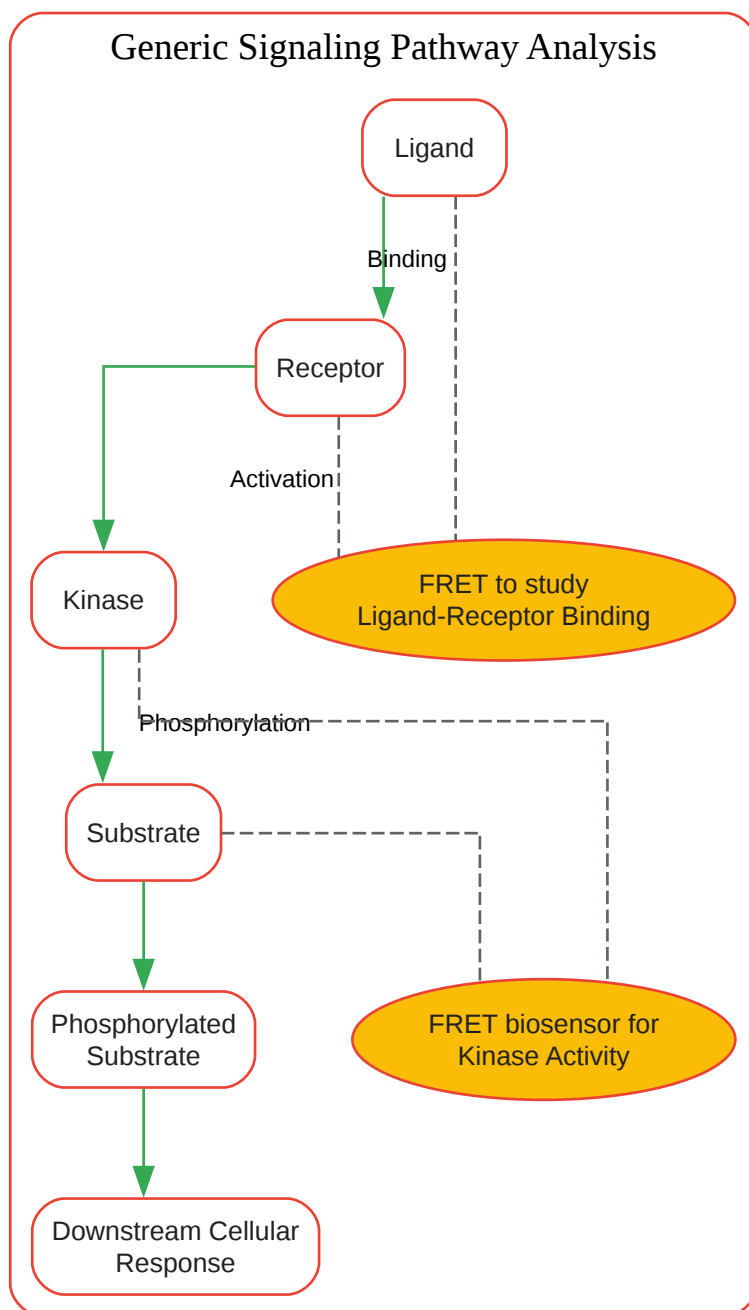 Generic Signaling Pathway Analysis
Ligand
Binding
Receptor
Activation
Kinase
FRET to study
Ligand-Receptor Binding
Phosphorylation
Substrate
Phosphorylated
Substrate
FRET biosensor for
Kinase Activity
Downstream Cellular
Response